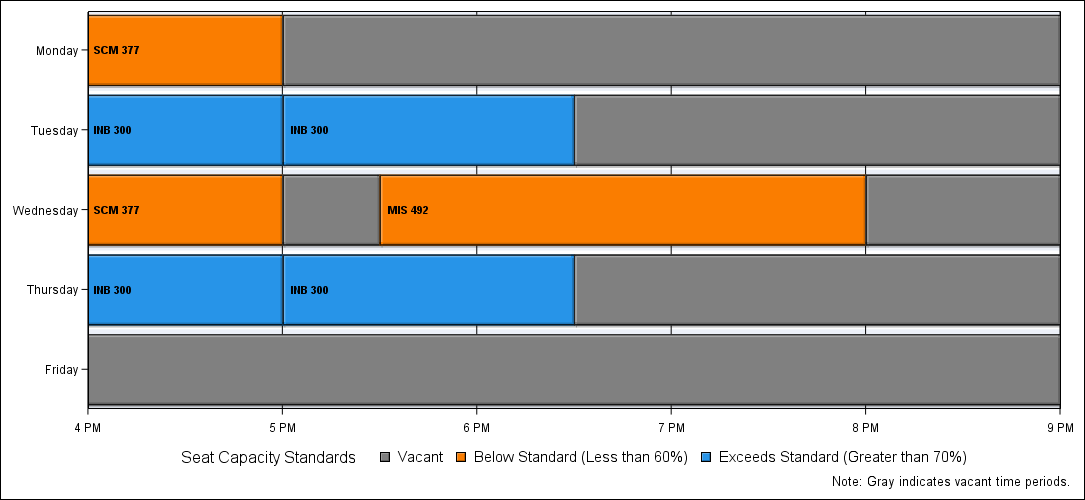 Monday
SCM 377
Tuesday
INB 300 INB 300
Wednesday
SCM 377 MIS 492
Thursday
INB 300 INB 300
Friday
4 PM 5 PM 6 PM 7 PM 8 PM 9 PM
Seat Capacity Standards Vacant Below Standard (Less than 60%) Exceeds Standard (Greater than 70%)
Note: Gray indicates vacant time periods.